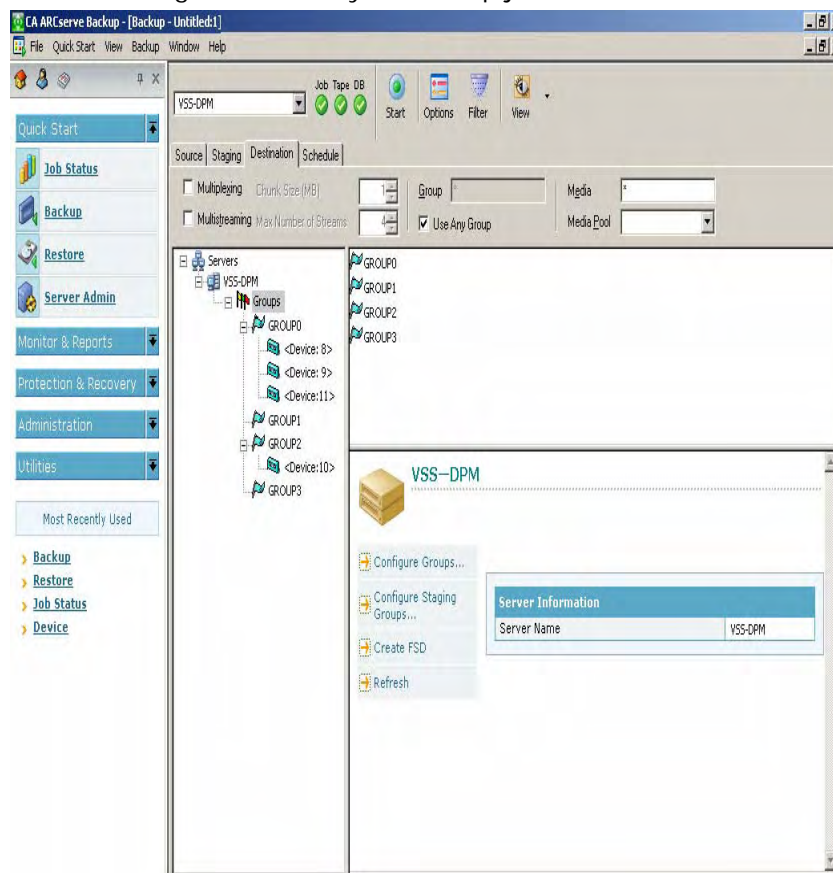 CA ARCserve Backup - [Backup - Untitled:1]
File Quick Start View Backup Window Help
Quick Start
Job Status
Backup
Restore
Server Admin
Monitor & Reports
Protection & Recovery
Administration
Utilities
Most Recently Used
Backup
Restore
Job Status
Device
VSS-DPM
Job Tape DB
Start Options Filter View
Source Staging Destination Schedule
Multiplexing Chunk Size (MB) 1 Group * Media *
Multistreaming Max Number of Streams 4 Use Any Group Media Pool
Servers
VSS-DPM
Groups
GROUP0
<Device: 8>
<Device: 9>
<Device:11>
GROUP1
GROUP2
<Device:10>
GROUP3
GROUP0
GROUP1
GROUP2
GROUP3
VSS-DPM
Configure Groups...
Configure Staging
Groups...
Create FSD
Refresh
Server Information
Server Name VSS-DPM